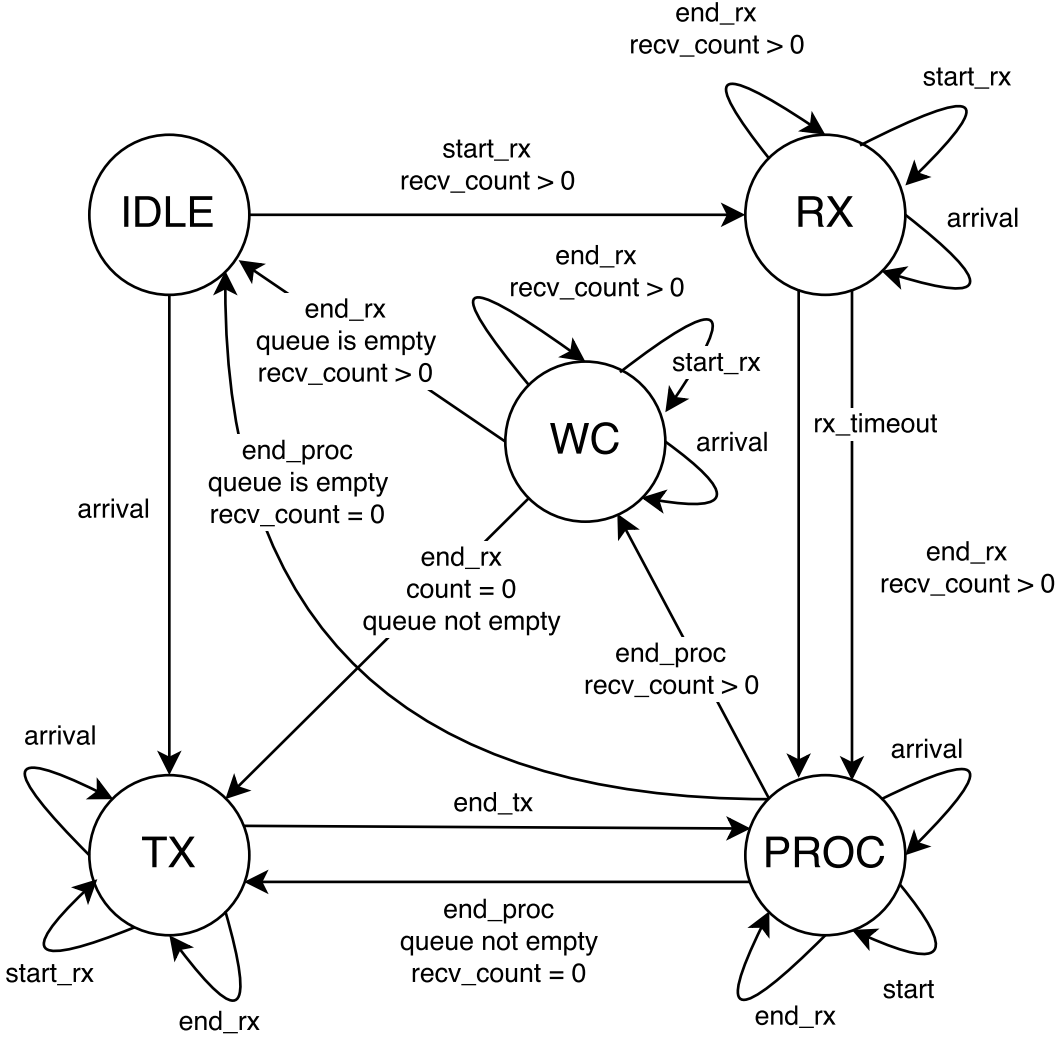 end_rx
recv_count > 0
start_rx
start_rx
recv_count > 0
IDLE
RX
arrival
end_rx
recv_count > 0
end_rx
queue is empty
recv_count > 0
start_rx
WC
arrival
rx_timeout
end_proc
queue is empty
recv_count = 0
arrival
end_rx
count = 0
queue not empty
end_rx
recv_count > 0
end_proc
recv_count > 0
arrival
arrival
end_tx
TX
PROC
end_proc
queue not empty
recv_count = 0
start_rx
start
end_rx
end_rx